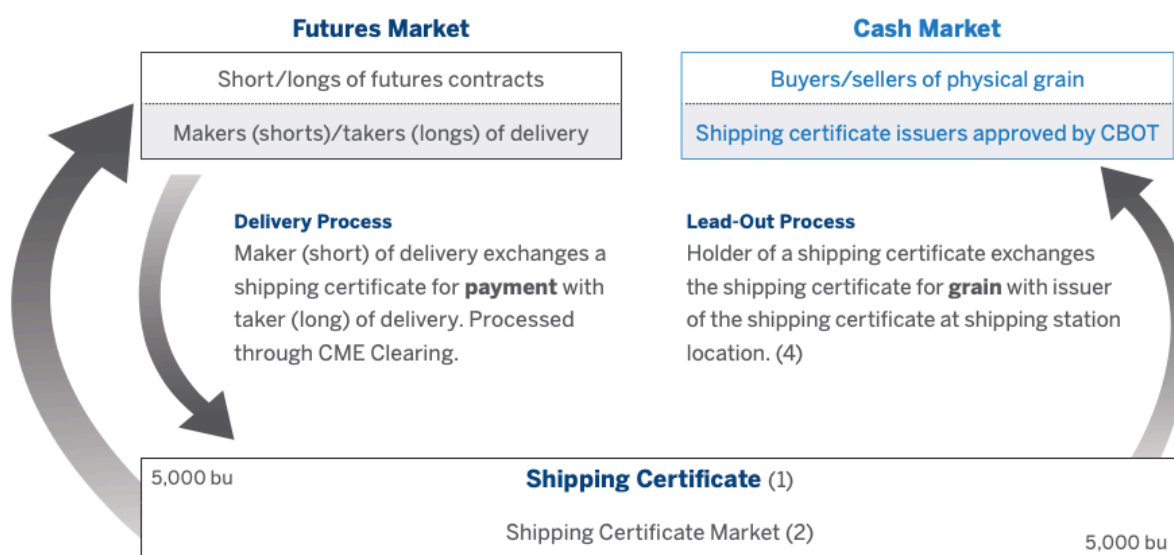 Futures Market
Short/longs of futures contracts
Makers (shorts)/takers (longs) of delivery
Cash Market
Buyers/sellers of physical grain
Shipping certificate issuers approved by CBOT
Delivery Process
Maker (short) of delivery exchanges a
shipping certificate for payment with
taker (long) of delivery. Processed
through CME Clearing.
Lead-Out Process
Holder of a shipping certificate exchanges
the shipping certificate for grain with issuer
of the shipping certificate at shipping station
location. (4)
5,000 bu
Shipping Certificate (1)
Shipping Certificate Market (2)
5,000 bu